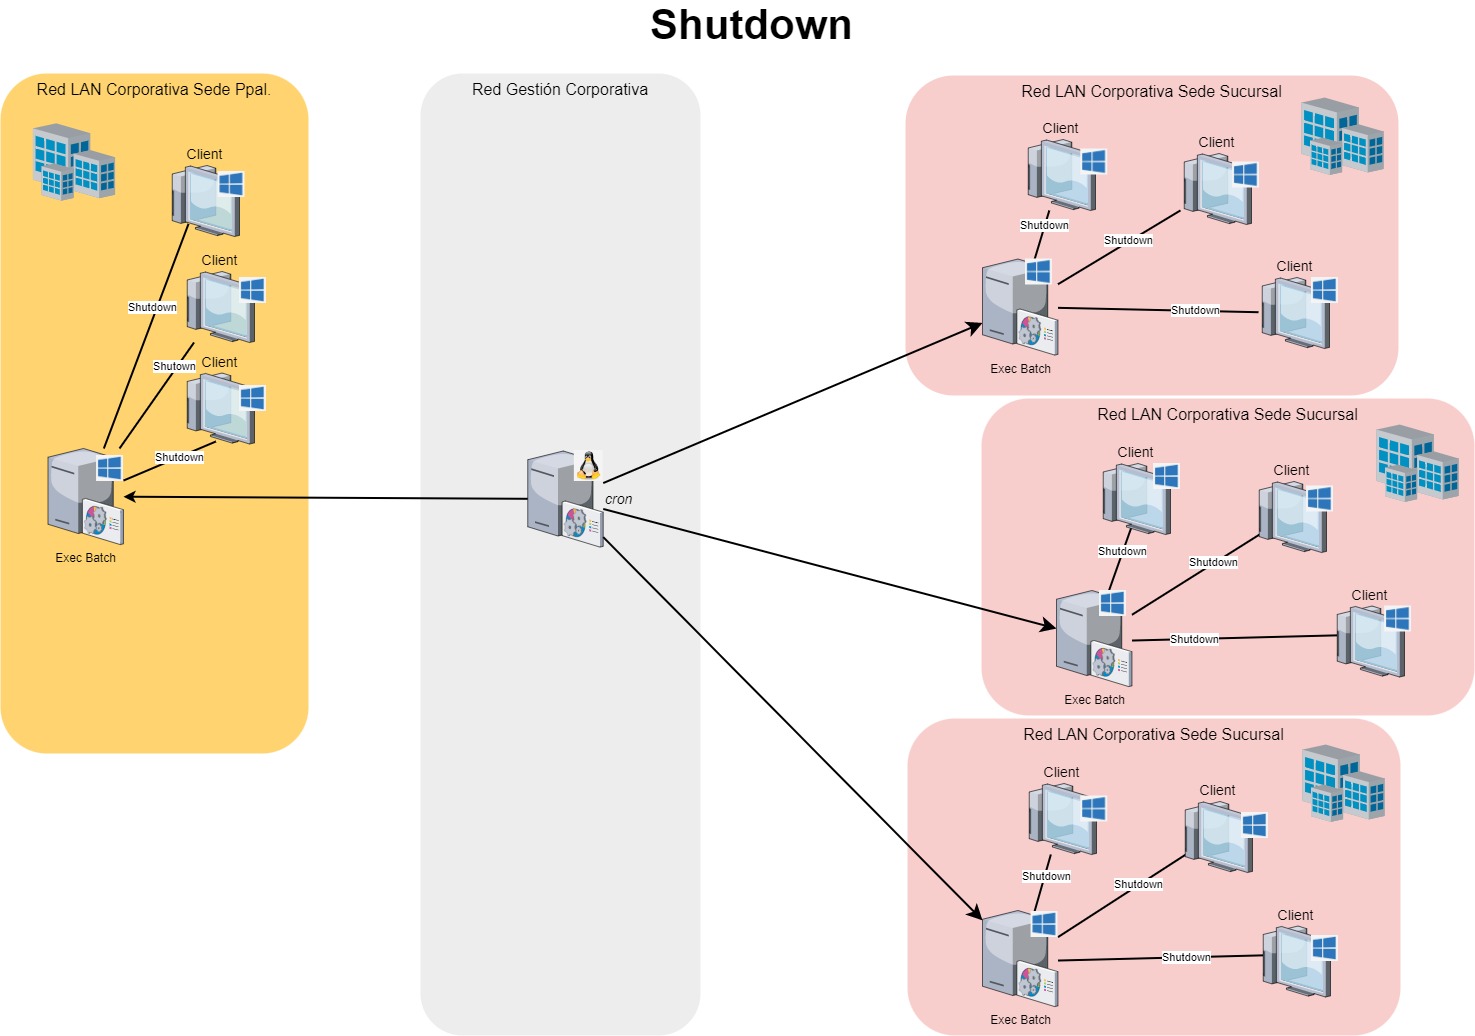 Shutdown
Red LAN Corporativa Sede Ppal.
Client
Client
Client
Shutdown
Shutown
Shutdown
Exec Batch
Red Gestión Corporativa
cron
Red LAN Corporativa Sede Sucursal
Client
Client
Client
Shutdown
Shutdown
Shutdown
Exec Batch
Red LAN Corporativa Sede Sucursal
Client
Client
Client
Shutdown
Shutdown
Shutdown
Exec Batch
Red LAN Corporativa Sede Sucursal
Client
Client
Client
Shutdown
Shutdown
Shutdown
Exec Batch